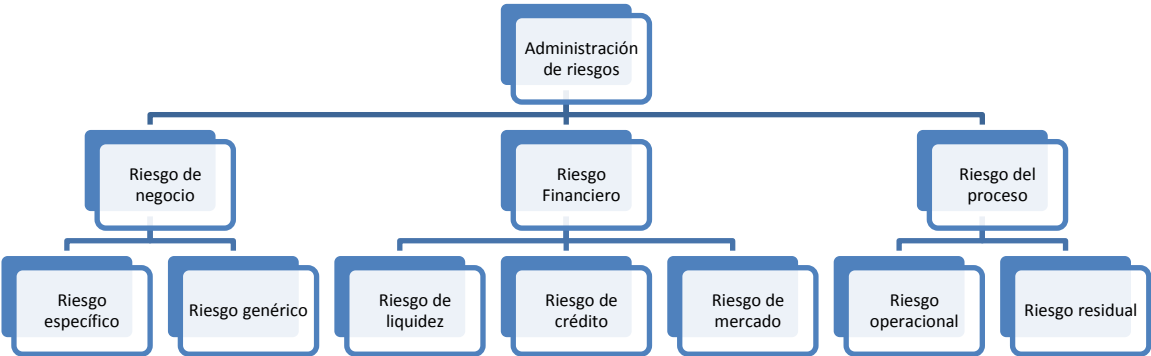 Administración
de riesgos
Riesgo de
negocio
Riesgo
Financiero
Riesgo del
proceso
Riesgo
específico
Riesgo genérico
Riesgo de
liquidez
Riesgo de
crédito
Riesgo de
mercado
Riesgo
operacional
Riesgo residual